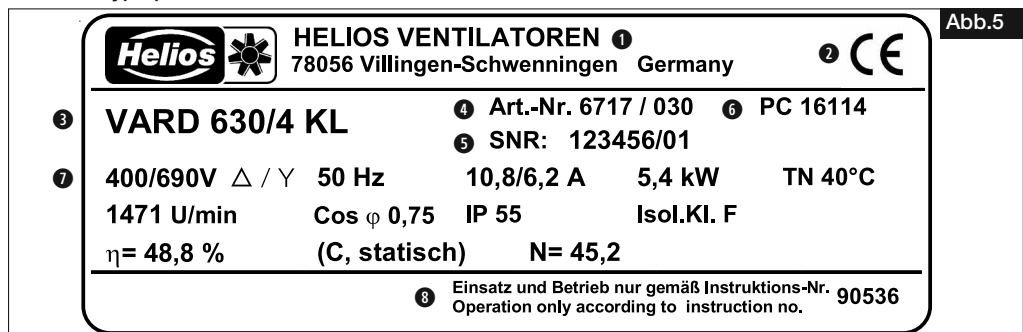 Abb.5
Helios
HELIOS VENTILATOREN ❶
78056 Villingen-Schwenningen Germany
❷ CE
❸ VARD 630/4 KL
❹ Art.-Nr. 6717 / 030 ❻ PC 16114
❺ SNR: 123456/01
❼ 400/690V △ / Y 50 Hz 10,8/6,2 A 5,4 kW TN 40°C
1471 U/min Cos φ 0,75 IP 55 Isol.Kl. F
η= 48,8 % (C, statisch) N= 45,2
❽ Einsatz und Betrieb nur gemäß Instruktions-Nr. 90536
Operation only according to instruction no.